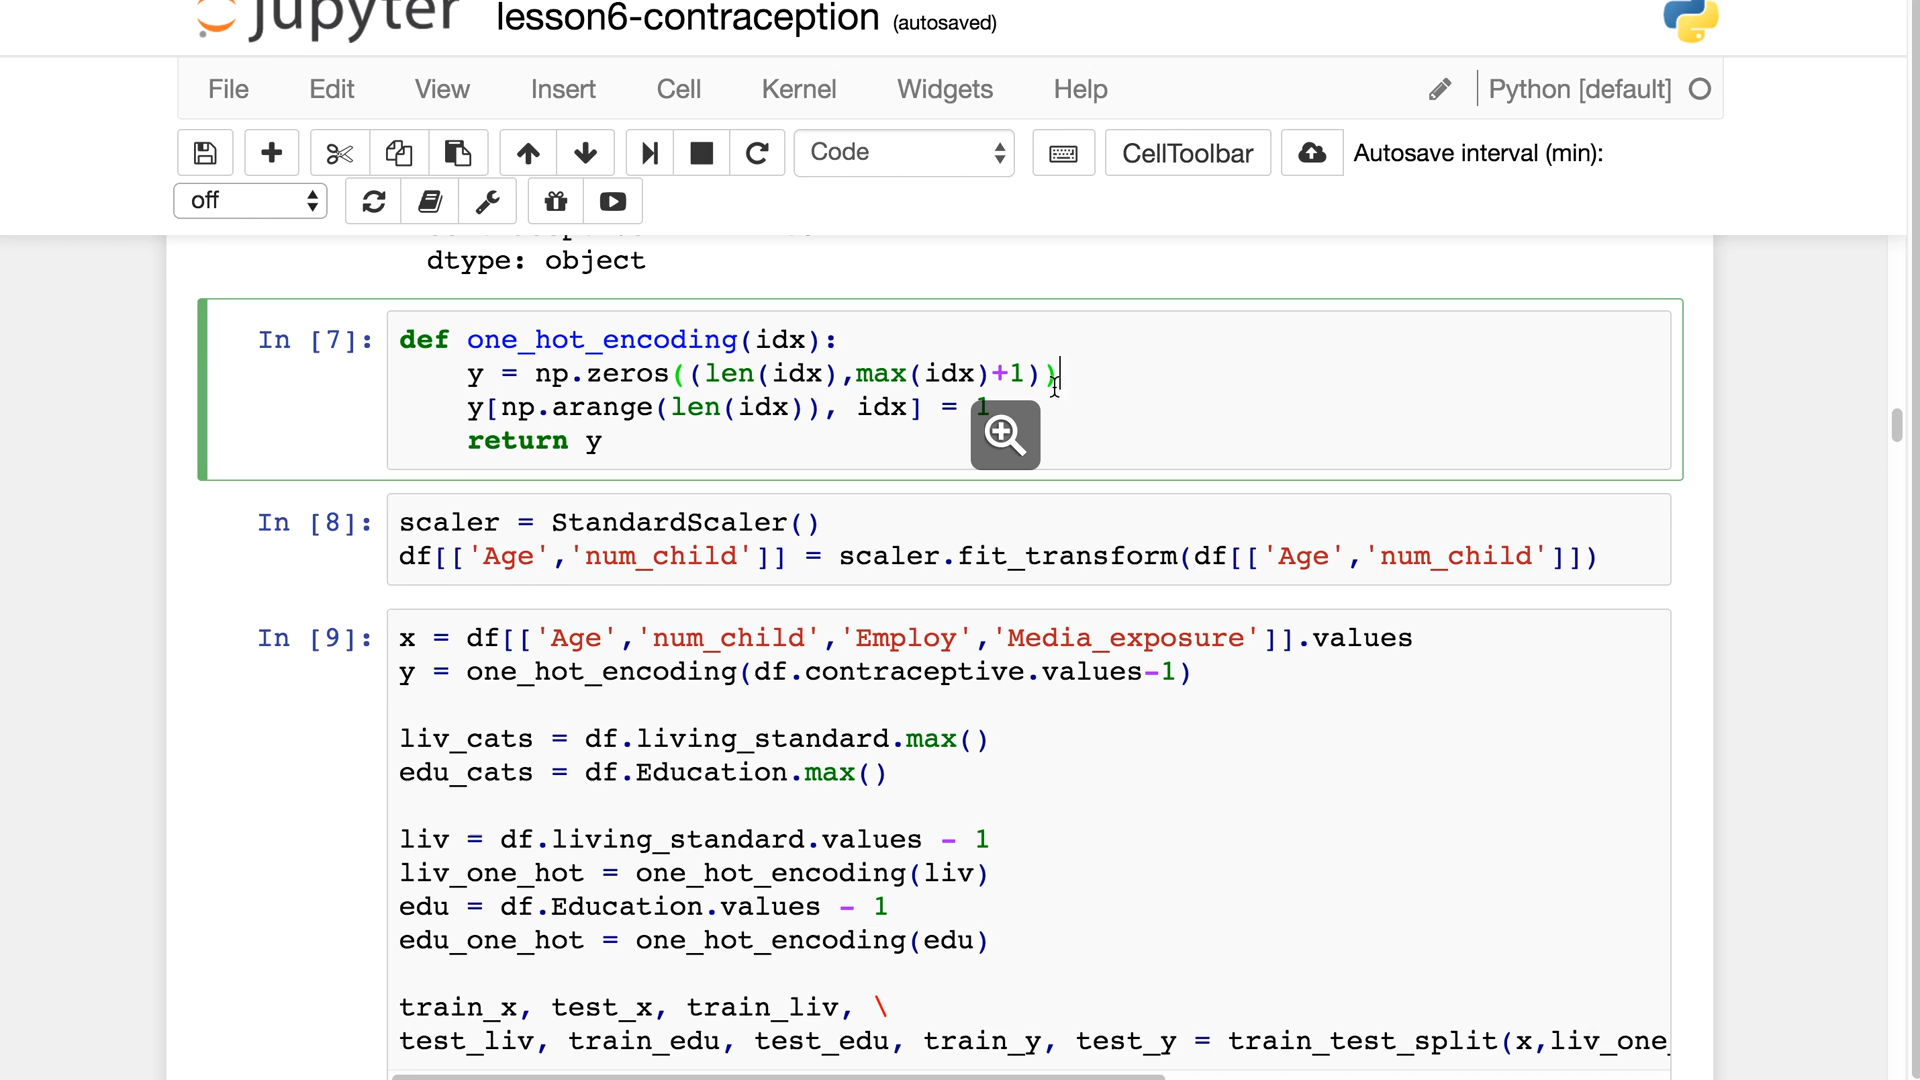 jupyter lesson6-contraception (autosaved)
File Edit View Insert Cell Kernel Widgets Help Python [default]
Code CellToolbar Autosave interval (min):
off
dtype: object
In [7]: def one_hot_encoding(idx):
y = np.zeros((len(idx),max(idx)+1))
y[np.arange(len(idx)), idx] = 1
return y
In [8]: scaler = StandardScaler()
df[['Age','num_child']] = scaler.fit_transform(df[['Age','num_child']])
In [9]: x = df[['Age','num_child','Employ','Media_exposure']].values
y = one_hot_encoding(df.contraceptive.values-1)
liv_cats = df.living_standard.max()
edu_cats = df.Education.max()
liv = df.living_standard.values - 1
liv_one_hot = one_hot_encoding(liv)
edu = df.Education.values - 1
edu_one_hot = one_hot_encoding(edu)
train_x, test_x, train_liv, \
test_liv, train_edu, test_edu, train_y, test_y = train_test_split(x,liv_one_